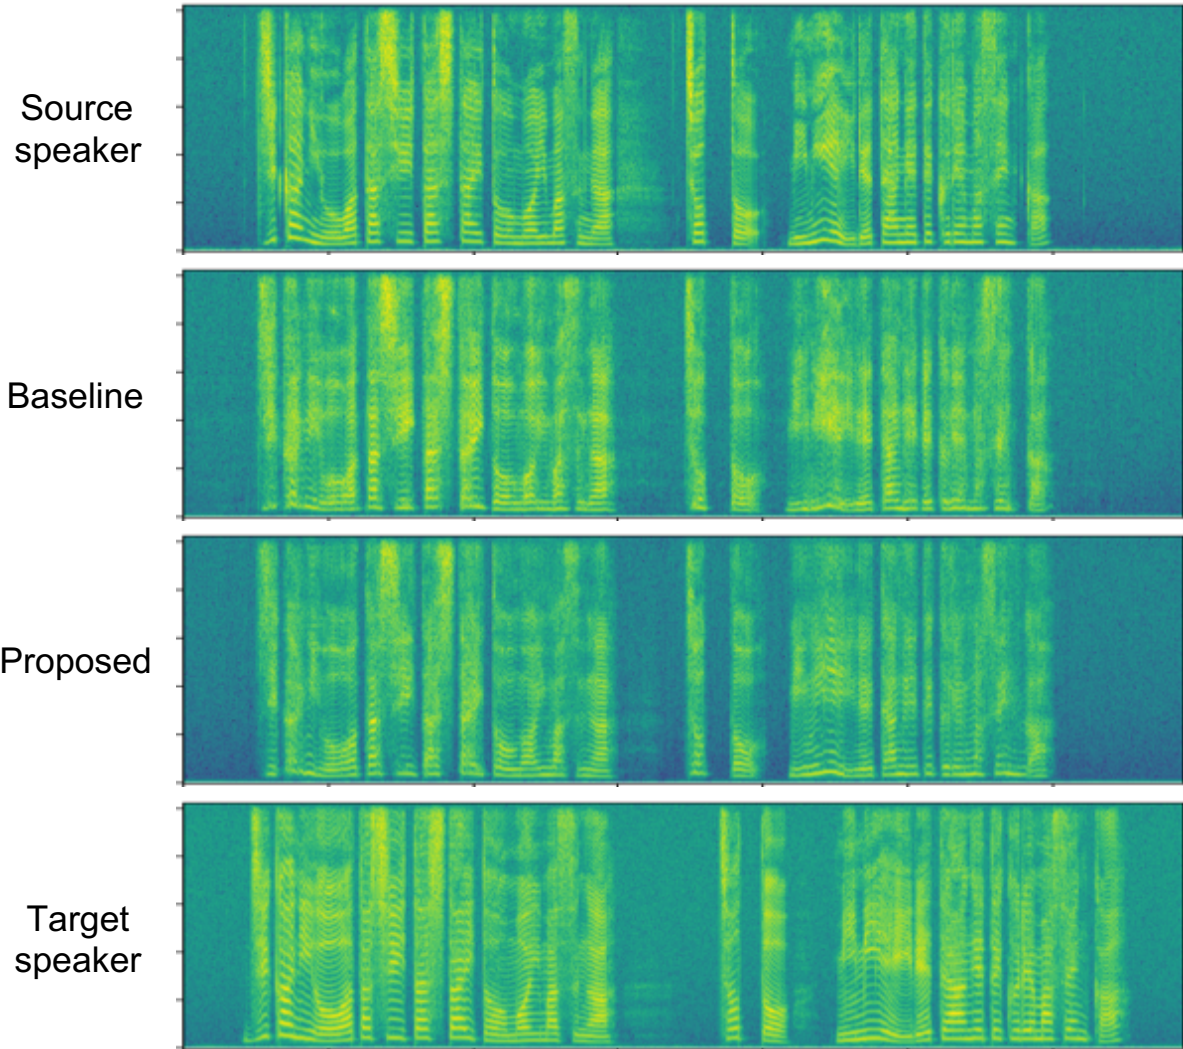 Source
speaker
Baseline
Proposed
Target
speaker